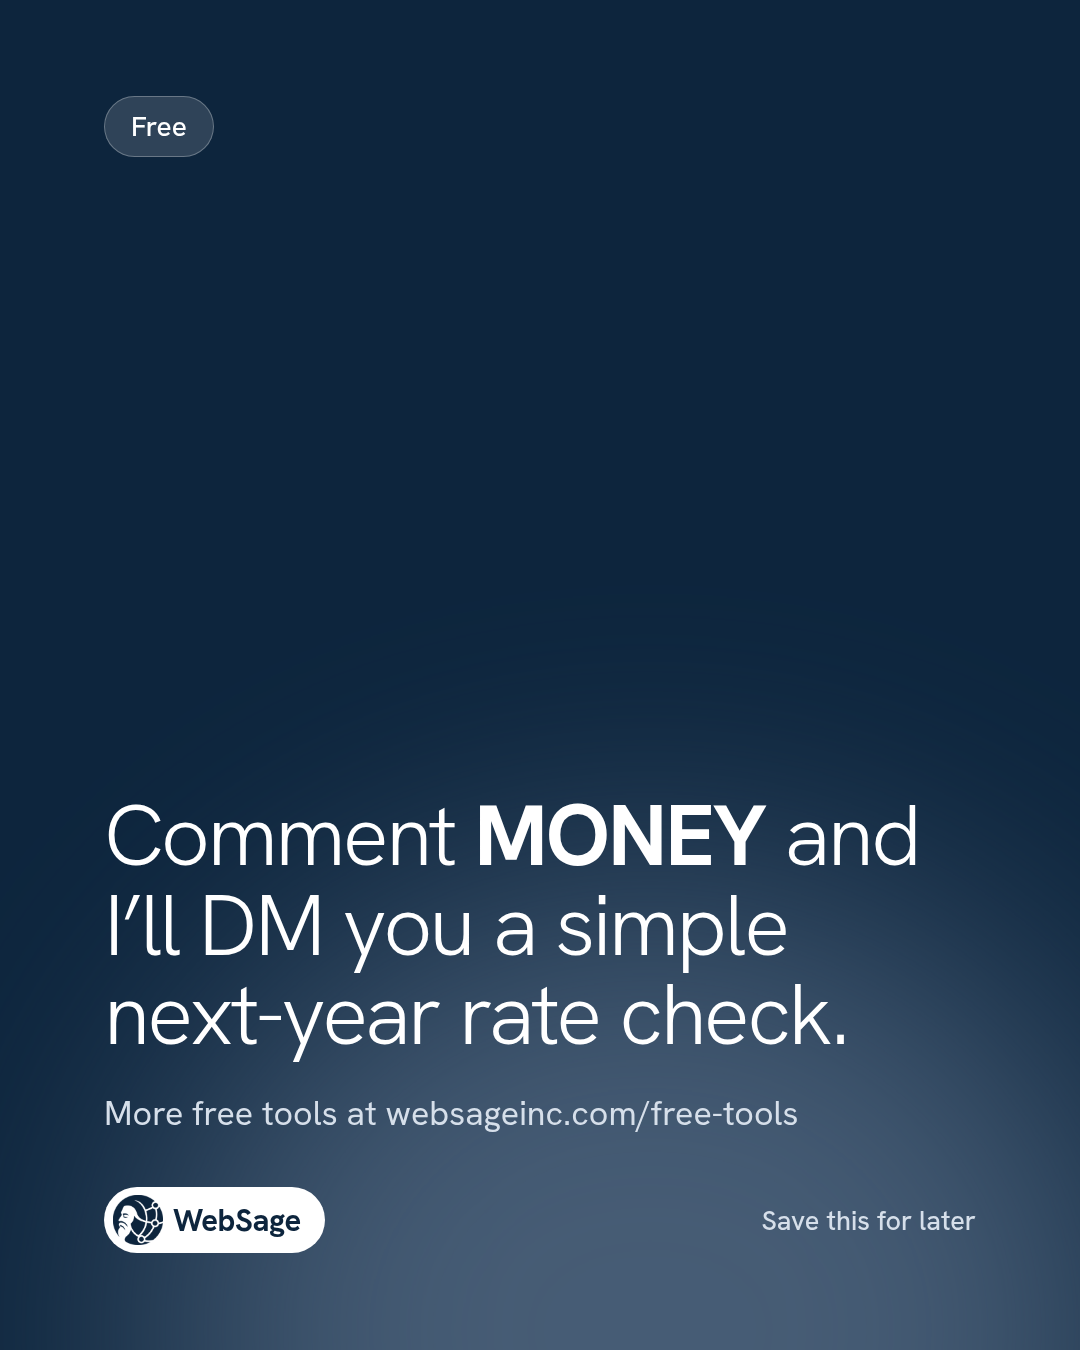 Free
Comment MONEY and
I’ll DM you a simple
next-year rate check.
More free tools at websageinc.com/free-tools
WebSage
Save this for later